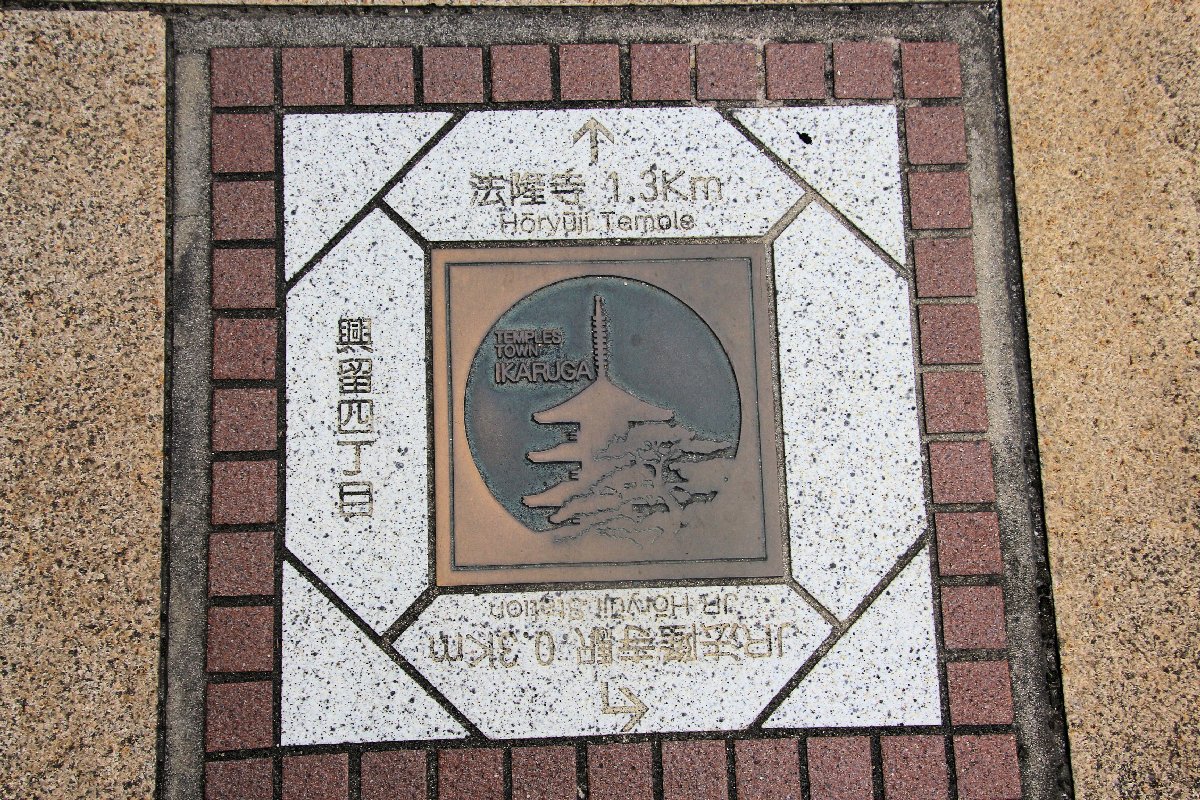 法隆寺 1.3Km
Hōryūji Temple
興留四丁目
TEMPLES
TOWN
IKARUGA
JR法隆寺駅 0.3Km
JR Hōryūji Station